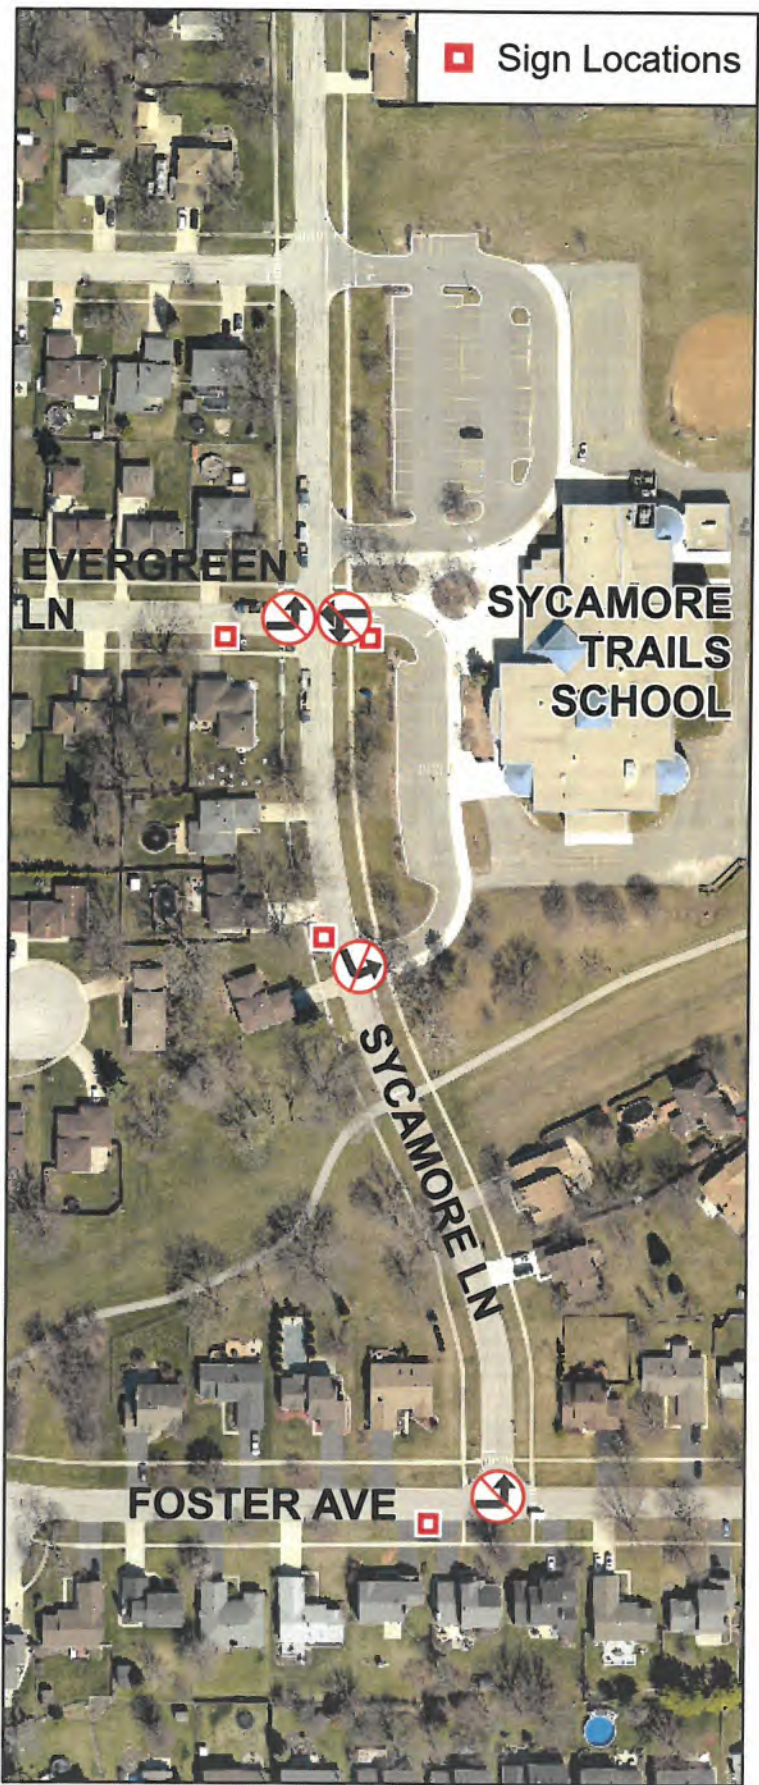 Sign Locations
EVERGREEN
LN
SYCAMORE
TRAILS
SCHOOL
SYCAMORE LN
FOSTER AVE